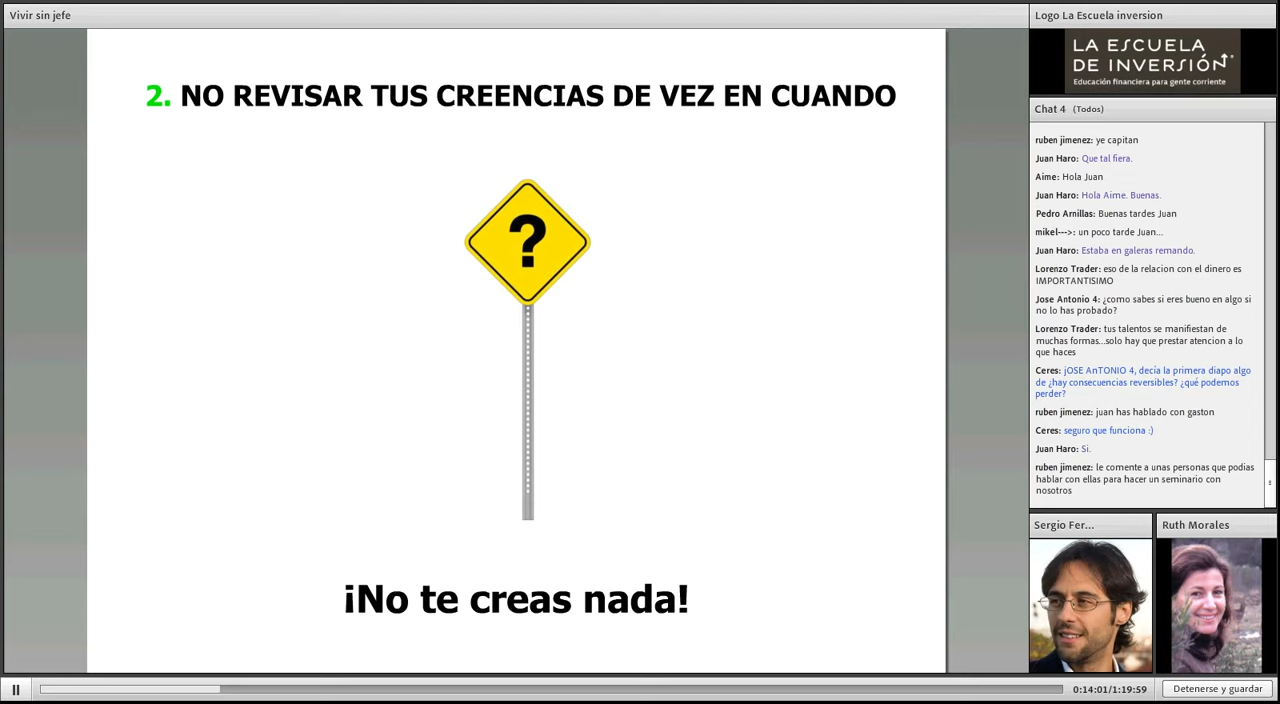 Vivir sin jefe
2. NO REVISAR TUS CREENCIAS DE VEZ EN CUANDO
?
¡No te creas nada!
Logo La Escuela inversion
LA ESCUELA
DE INVERSIÓN
Educación financiera para gente corriente
Chat 4 (Todos)
ruben jimenez: ye capitan
Juan Haro: Que tal fiera.
Aime: Hola Juan
Juan Haro: Hola Aime. Buenas.
Pedro Arnillas: Buenas tardes Juan
mikel--->: un poco tarde Juan...
Juan Haro: Estaba en galeras remando.
Lorenzo Trader: eso de la relacion con el dinero es
IMPORTANTISIMO
Jose Antonio 4: ¿como sabes si eres bueno en algo si
no lo has probado?
Lorenzo Trader: tus talentos se manifiestan de
muchas formas...solo hay que prestar atencion a lo
que haces
Ceres: jOSE AnTONIO 4, decía la primera diapo algo
de ¿hay consecuencias reversibles? ¿qué podemos
perder?
ruben jimenez: juan has hablado con gaston
Ceres: seguro que funciona :)
Juan Haro: Si.
ruben jimenez: le comente a unas personas que podias
hablar con ellas para hacer un seminario con
nosotros
Sergio Fer...
Ruth Morales
0:14:01/1:19:59
Detenerse y guardar